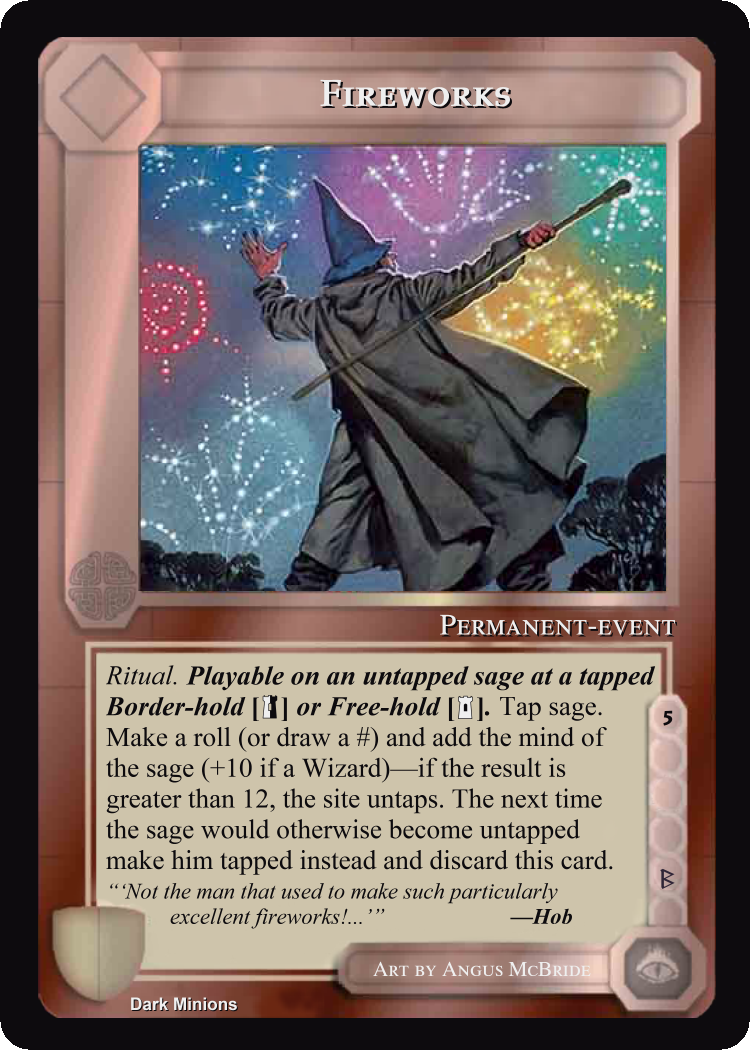 FIREWORKS
PERMANENT-EVENT
Ritual. Playable on an untapped sage at a tapped
Border-hold [] or Free-hold []. Tap sage.
Make a roll (or draw a #) and add the mind of
the sage (+10 if a Wizard)—if the result is
greater than 12, the site untaps. The next time
the sage would otherwise become untapped
make him tapped instead and discard this card.
“‘Not the man that used to make such particularly
excellent fireworks!...’” —Hob
5
B
ART BY ANGUS MCBRIDE
Dark Minions